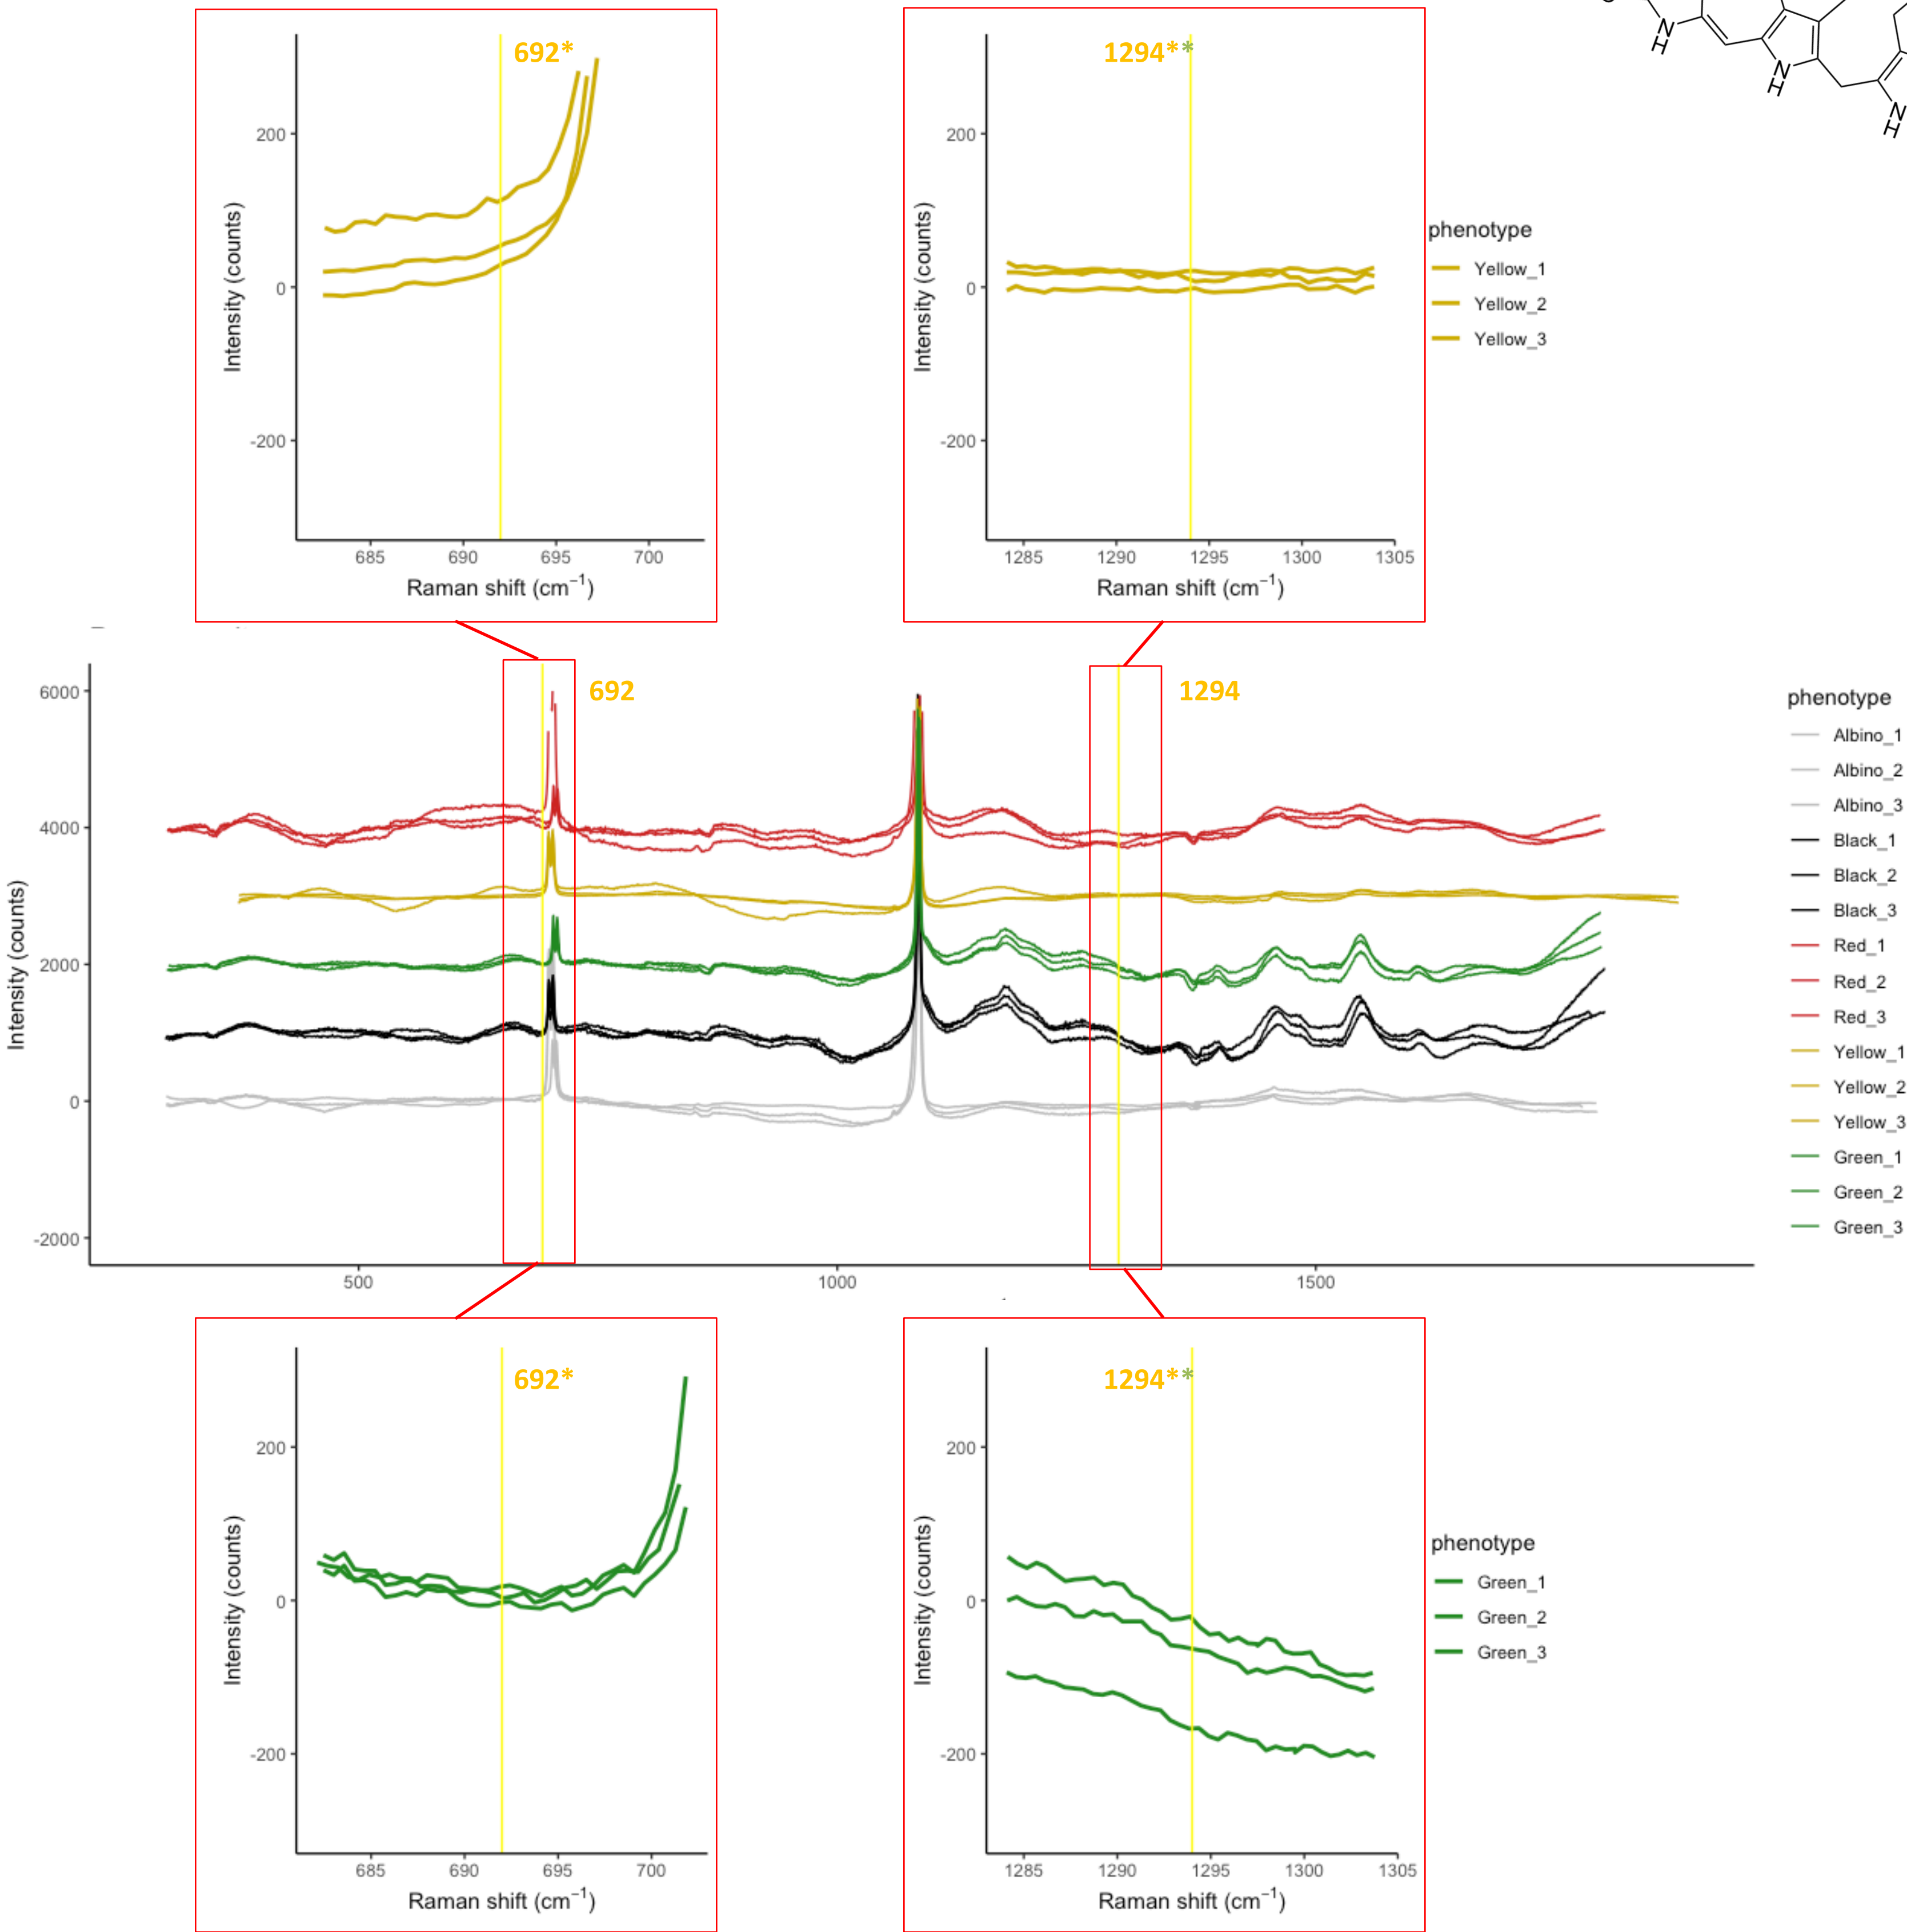 692*
1294**
N
H
N
H
N
H
200
0
-200
Intensity (counts)
685 690 695 700
Raman shift (cm−1)
200
0
-200
Intensity (counts)
1285 1290 1295 1300 1305
Raman shift (cm−1)
phenotype
Yellow_1
Yellow_2
Yellow_3
692
1294
6000
4000
2000
0
-2000
Intensity (counts)
500 1000 1500
phenotype
Albino_1
Albino_2
Albino_3
Black_1
Black_2
Black_3
Red_1
Red_2
Red_3
Yellow_1
Yellow_2
Yellow_3
Green_1
Green_2
Green_3
692*
1294**
200
0
-200
Intensity (counts)
685 690 695 700
Raman shift (cm−1)
200
0
-200
Intensity (counts)
1285 1290 1295 1300 1305
Raman shift (cm−1)
phenotype
Green_1
Green_2
Green_3